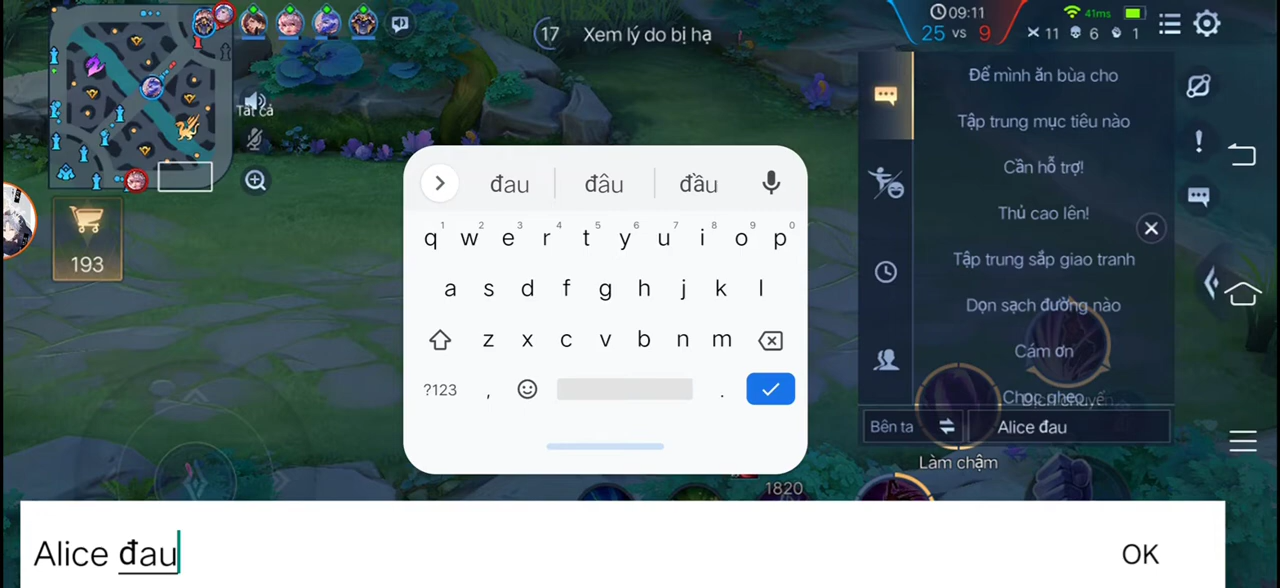 17 Xem lý do bị hạ
09:11
41ms
25 vs 9
11 6 1
Tất cả
193
Để mình ăn bùa cho
Tập trung mục tiêu nào
Cần hỗ trợ!
Thủ cao lên!
Tập trung sắp giao tranh
Dọn sạch đường nào
Cám ơn
Chọc ghẹo
Dịch chuyển
Bên ta
Alice đau
Làm chậm
1820
đau đâu đầu
1 2 3 4 5 6 7 8 9 0
q w e r t y u i o p
a s d f g h j k l
z x c v b n m
?123 , .
Alice đau
OK